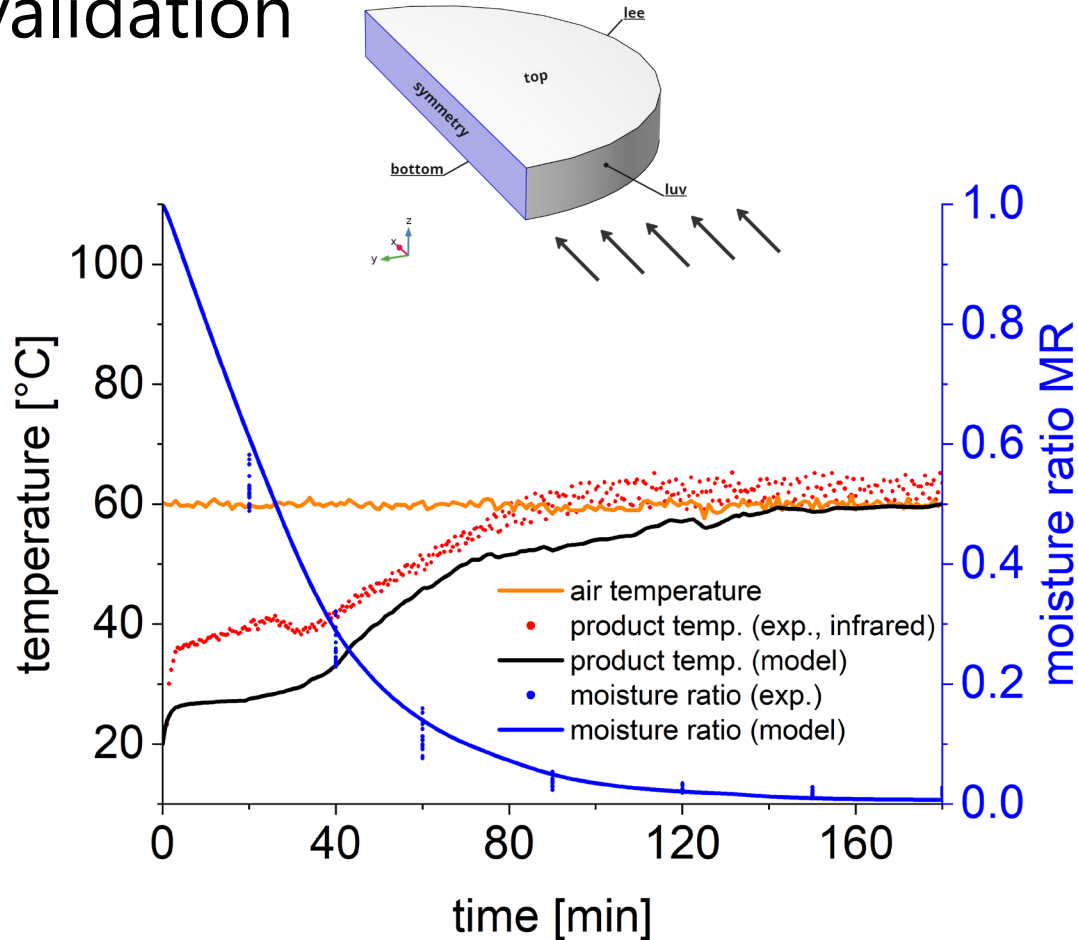 validation
lee
top
symmetry
bottom
luv
z
x
y
temperature [°C]
100
80
60
40
20
1.0
0.8
0.6
0.4
0.2
0.0
moisture ratio MR
air temperature
product temp. (exp., infrared)
product temp. (model)
moisture ratio (exp.)
moisture ratio (model)
0
40
80
120
160
time [min]